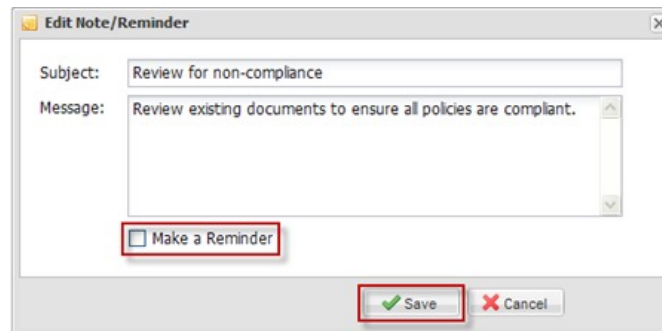 Edit Note/Reminder
Subject: Review for non-compliance
Message: Review existing documents to ensure all policies are compliant.
Make a Reminder
Save Cancel